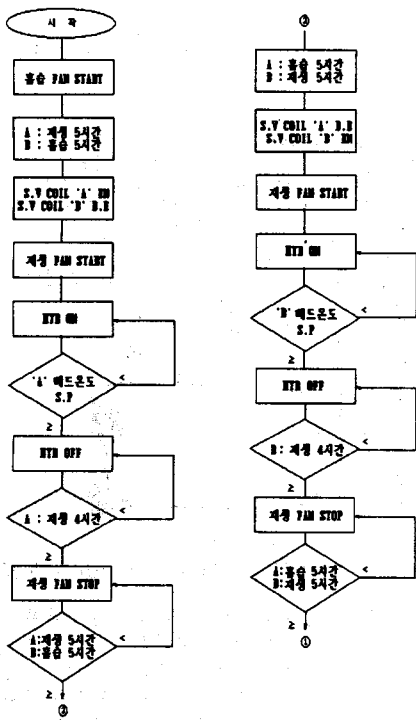 시 작
흡습 FAN START
A : 재생 5시간
B : 흡습 5시간
S.V COIL 'A' EN
S.V COIL 'B' D.E
재생 FAN START
HTR ON
'A' 베드온도
S.P
<
≥
HTR OFF
A : 재생 4시간
<
≥
재생 FAN STOP
A:재생 5시간
B:흡습 5시간
<
≥
②
②
A : 흡습 5시간
B : 재생 5시간
S.V COIL 'A' D.E
S.V COIL 'B' EN
재생 FAN START
HTR ON
'B' 베드온도
S.P
<
≥
HTR OFF
B : 재생 4시간
<
≥
재생 FAN STOP
A:흡습 5시간
B:재생 5시간
<
≥
①